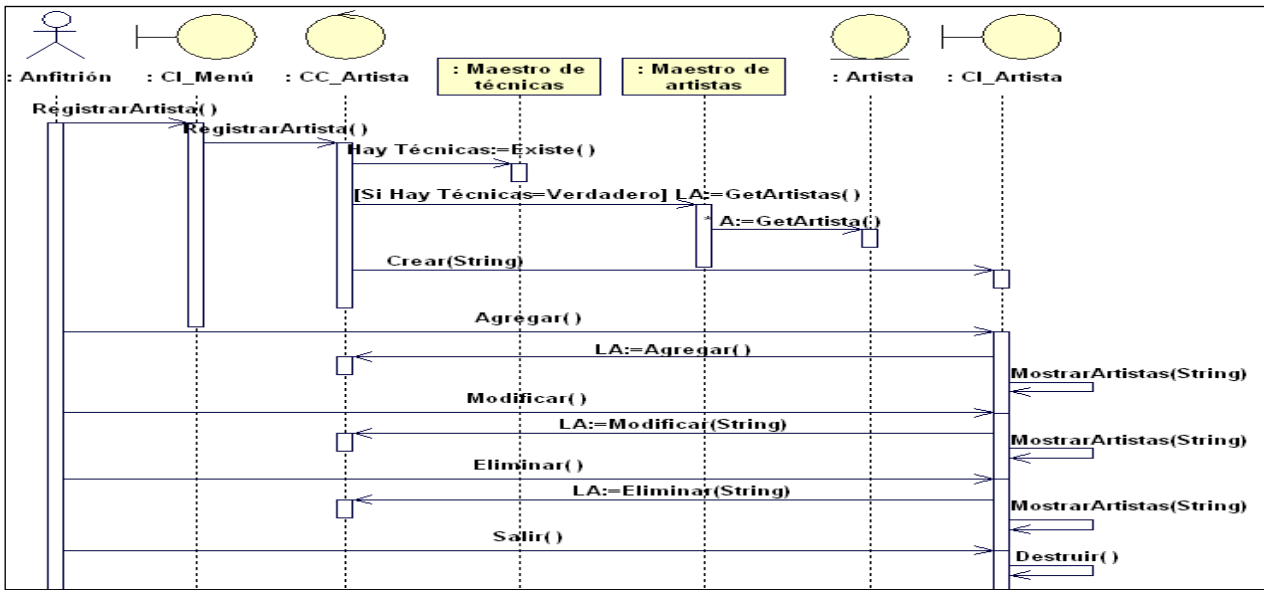 : Anfitrión
: CI_Menú
: CC_Artista
: Maestro de
técnicas
: Maestro de
artistas
: Artista
: CI_Artista
RegistrarArtista()
RegistrarArtista()
Hay Técnicas:=Existe()
[Si Hay Técnicas=Verdadero] LA:=GetArtistas()
* A:=GetArtista()
Crear(String)
Agregar()
LA:=Agregar()
MostrarArtistas(String)
Modificar()
LA:=Modificar(String)
MostrarArtistas(String)
Eliminar()
LA:=Eliminar(String)
MostrarArtistas(String)
Salir()
Destruir()